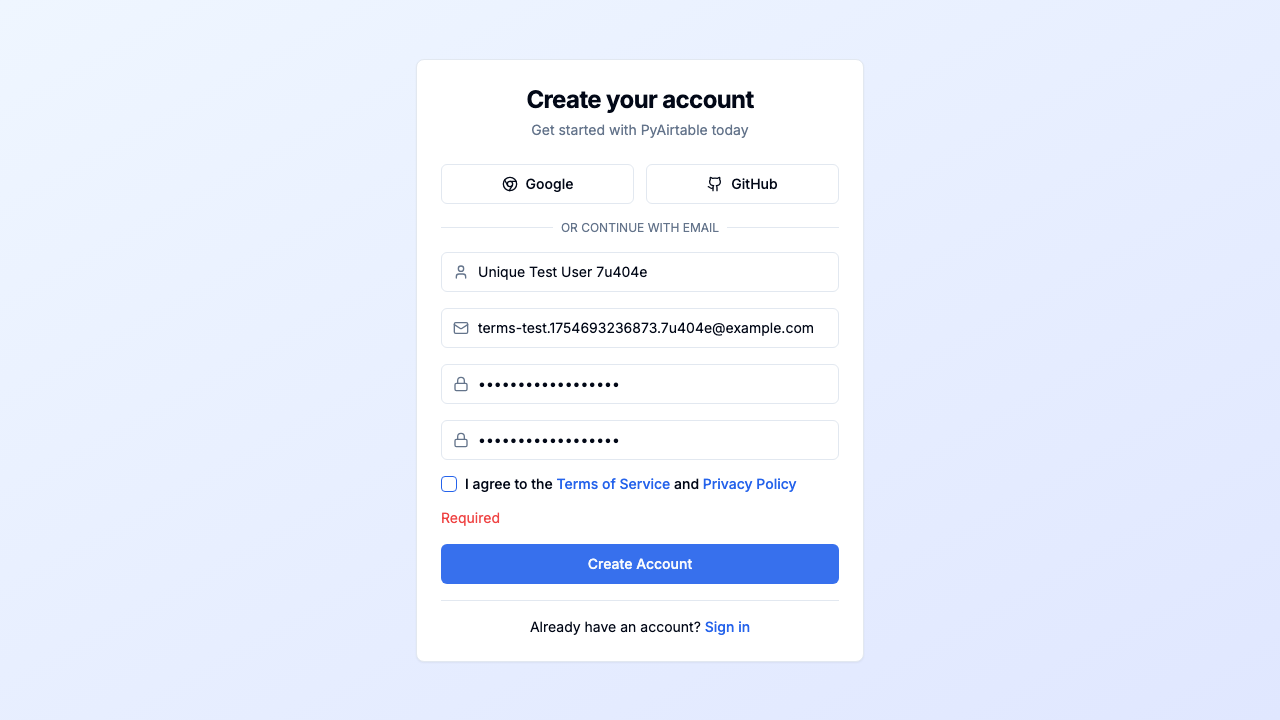 Create your account
Get started with PyAirtable today
Google
GitHub
OR CONTINUE WITH EMAIL
Unique Test User 7u404e
terms-test.1754693236873.7u404e@example.com
••••••••••••••••••
••••••••••••••••••
I agree to the Terms of Service and Privacy Policy
Required
Create Account
Already have an account? Sign in